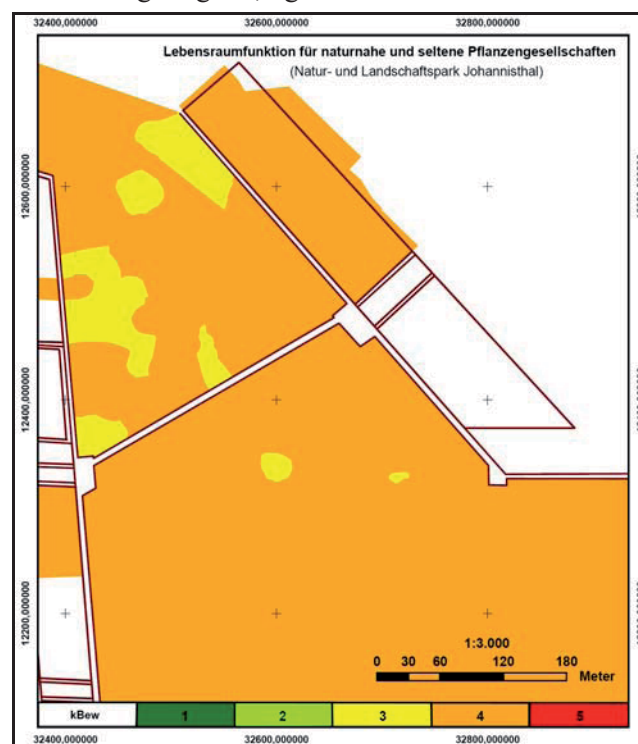 32400,000000 32600,000000 32800,000000
Lebensraumfunktion für naturnahe und seltene Pflanzengesellschaften
(Natur- und Landschaftspark Johannisthal)
12600,000000
12400,000000
12200,000000
1:3.000
0 30 60 120 180
Meter
kBew 1 2 3 4 5
32400,000000 32600,000000 32800,000000